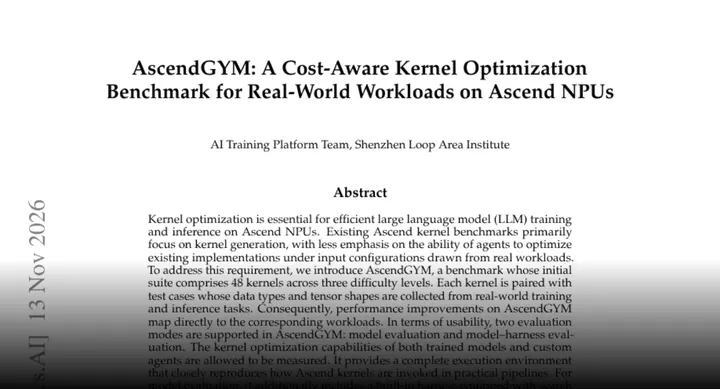 AscendGYM: A Cost-Aware Kernel Optimization
Benchmark for Real-World Workloads on Ascend NPUs
AI Training Platform Team, Shenzhen Loop Area Institute
Abstract
Kernel optimization is essential for efficient large language model (LLM) training
and inference on Ascend NPUs. Existing Ascend kernel benchmarks primarily
focus on kernel generation, with less emphasis on the ability of agents to optimize
existing implementations under input configurations drawn from real workloads.
To address this requirement, we introduce AscendGYM, a benchmark whose initial
suite comprises 48 kernels across three difficulty levels. Each kernel is paired with
test cases whose data types and tensor shapes are collected from real-world training
and inference tasks. Consequently, performance improvements on AscendGYM
map directly to the corresponding workloads. In terms of usability, two evaluation
modes are supported in AscendGYM: model evaluation and model–harness eval-
uation. The kernel optimization capabilities of both trained models and custom
agents are allowed to be measured. It provides a complete execution environment
that closely reproduces how Ascend kernels are invoked in practical pipelines. For
s.AI] 13 Nov 2026